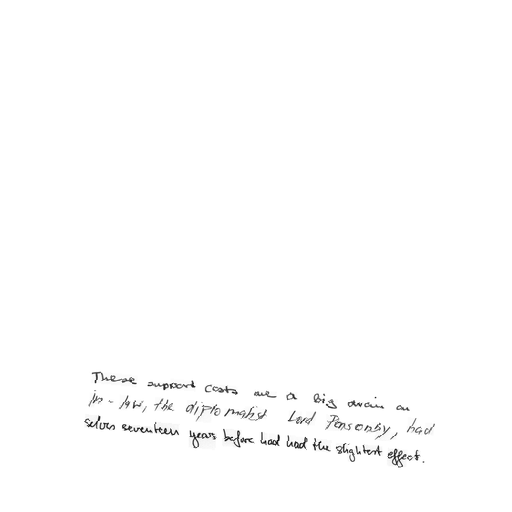 These support costs are a big drain on
in-law, the diplomatist Lord Ponsonby, had
selves seventeen years before had had the slightest effect.